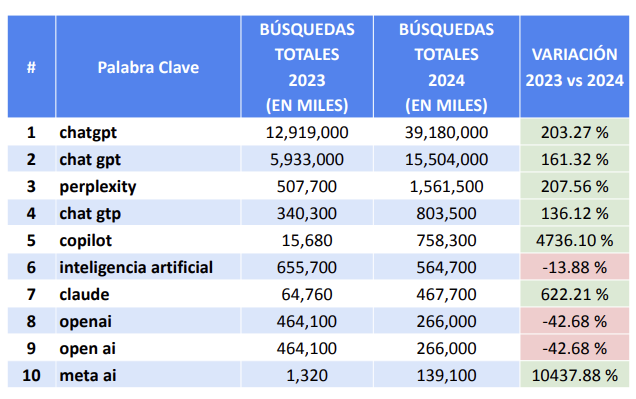 # Palabra Clave BÚSQUEDAS TOTALES 2023 (EN MILES) BÚSQUEDAS TOTALES 2024 (EN MILES) VARIACIÓN 2023 vs 2024
1 chatgpt 12,919,000 39,180,000 203.27 %
2 chat gpt 5,933,000 15,504,000 161.32 %
3 perplexity 507,700 1,561,500 207.56 %
4 chat gtp 340,300 803,500 136.12 %
5 copilot 15,680 758,300 4736.10 %
6 inteligencia artificial 655,700 564,700 -13.88 %
7 claude 64,760 467,700 622.21 %
8 openai 464,100 266,000 -42.68 %
9 open ai 464,100 266,000 -42.68 %
10 meta ai 1,320 139,100 10437.88 %